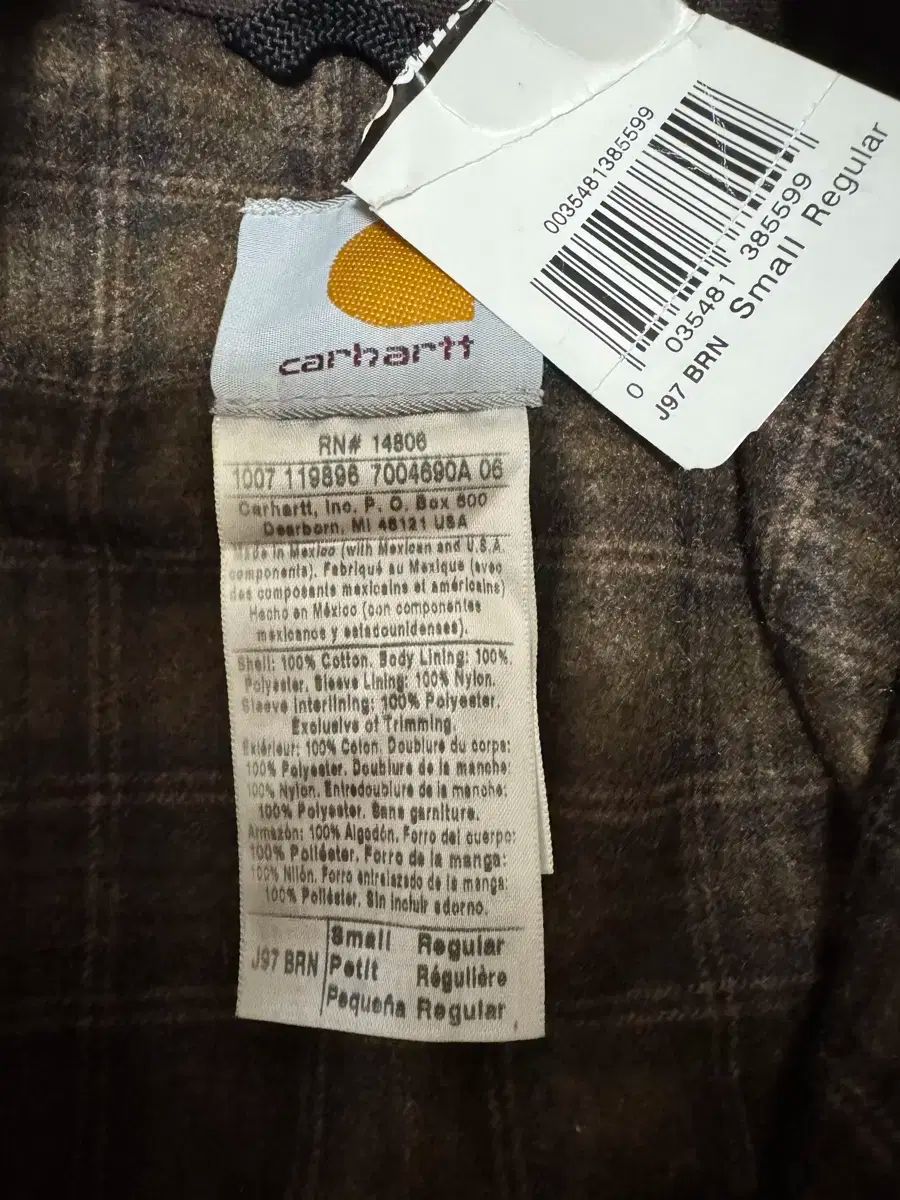 0035481385599
0 035481 385599
J97 BRN Small Regular
carhartt
RN# 14806
1007 119896 7004690A 06
Carhartt, Inc. P. O. Box 600
Dearborn, MI 48121 USA
Made in Mexico (with Mexican and U.S.A.
components). Fabriqué au Mexique (avec
des composants mexicains et américains)
Hecho en México (con componentes
mexicanos y estadounidenses).
Shell: 100% Cotton. Body Lining: 100%.
Polyester. Sleeve Lining: 100% Nylon.
Sleeve Interlining: 100% Polyester.
Exclusive of Trimming.
Extérieur: 100% Coton. Doublure du corps:
100% Polyester. Doublure de la manche:
100% Nylon. Entredoublure de la manche:
100% Polyester. Sans garniture.
Armazón: 100% Algodón. Forro del cuerpo:
100% Poliéster. Forro de la manga:
100% Nilón. Forro entrelazado de la manga:
100% Poliéster. Sin incluir adorno.
J97 BRN
Small Regular
Petit Régulière
Pequeña Regular